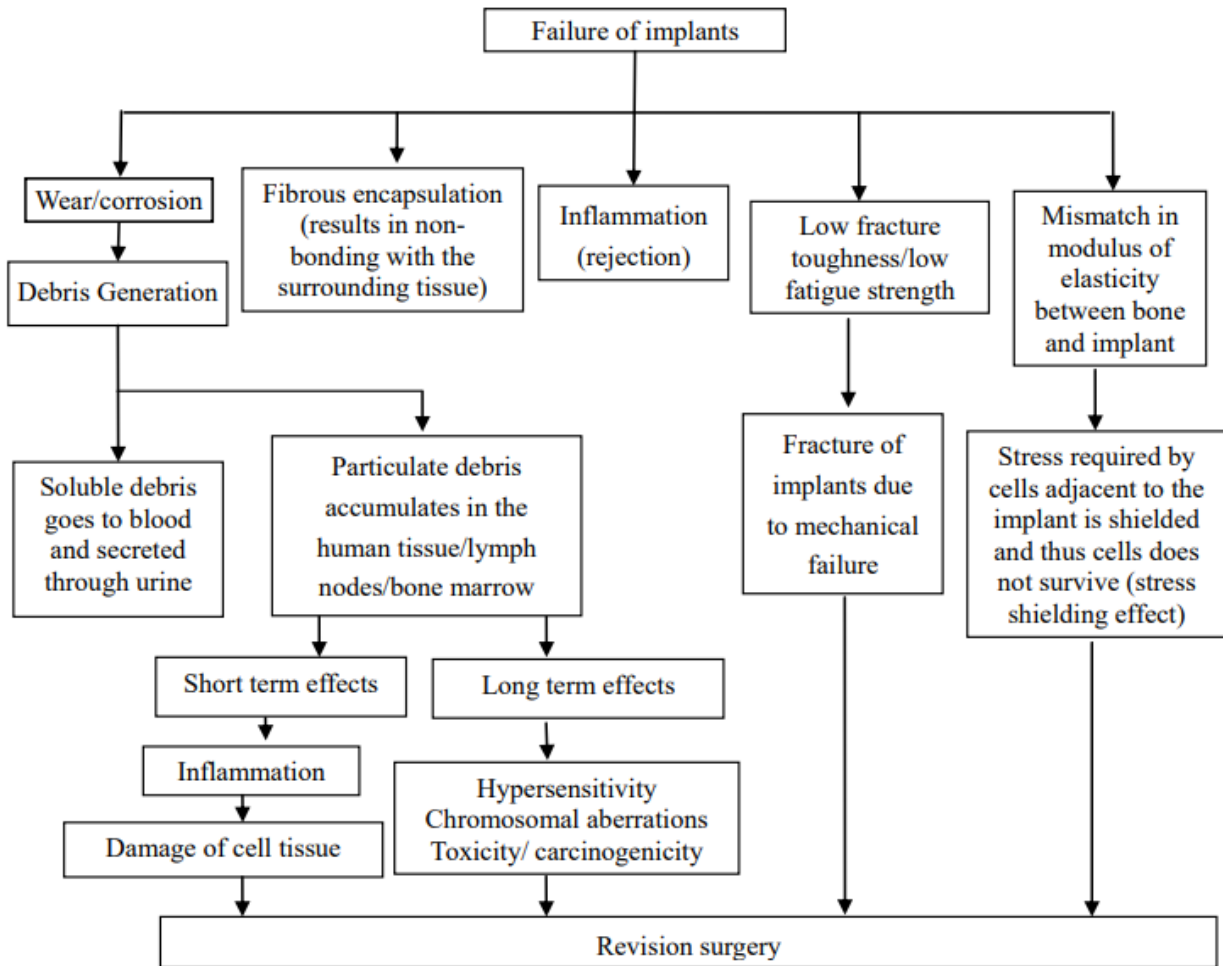 Failure of implants
Wear/corrosion
Debris Generation
Fibrous encapsulation
(results in non-
bonding with the
surrounding tissue)
Inflammation
(rejection)
Low fracture
toughness/low
fatigue strength
Mismatch in
modulus of
elasticity
between bone
and implant
Soluble debris
goes to blood
and secreted
through urine
Particulate debris
accumulates in the
human tissue/lymph
nodes/bone marrow
Fracture of
implants due
to mechanical
failure
Stress required by
cells adjacent to the
implant is shielded
and thus cells does
not survive (stress
shielding effect)
Short term effects
Long term effects
Inflammation
Damage of cell tissue
Hypersensitivity
Chromosomal aberrations
Toxicity/ carcinogenicity
Revision surgery